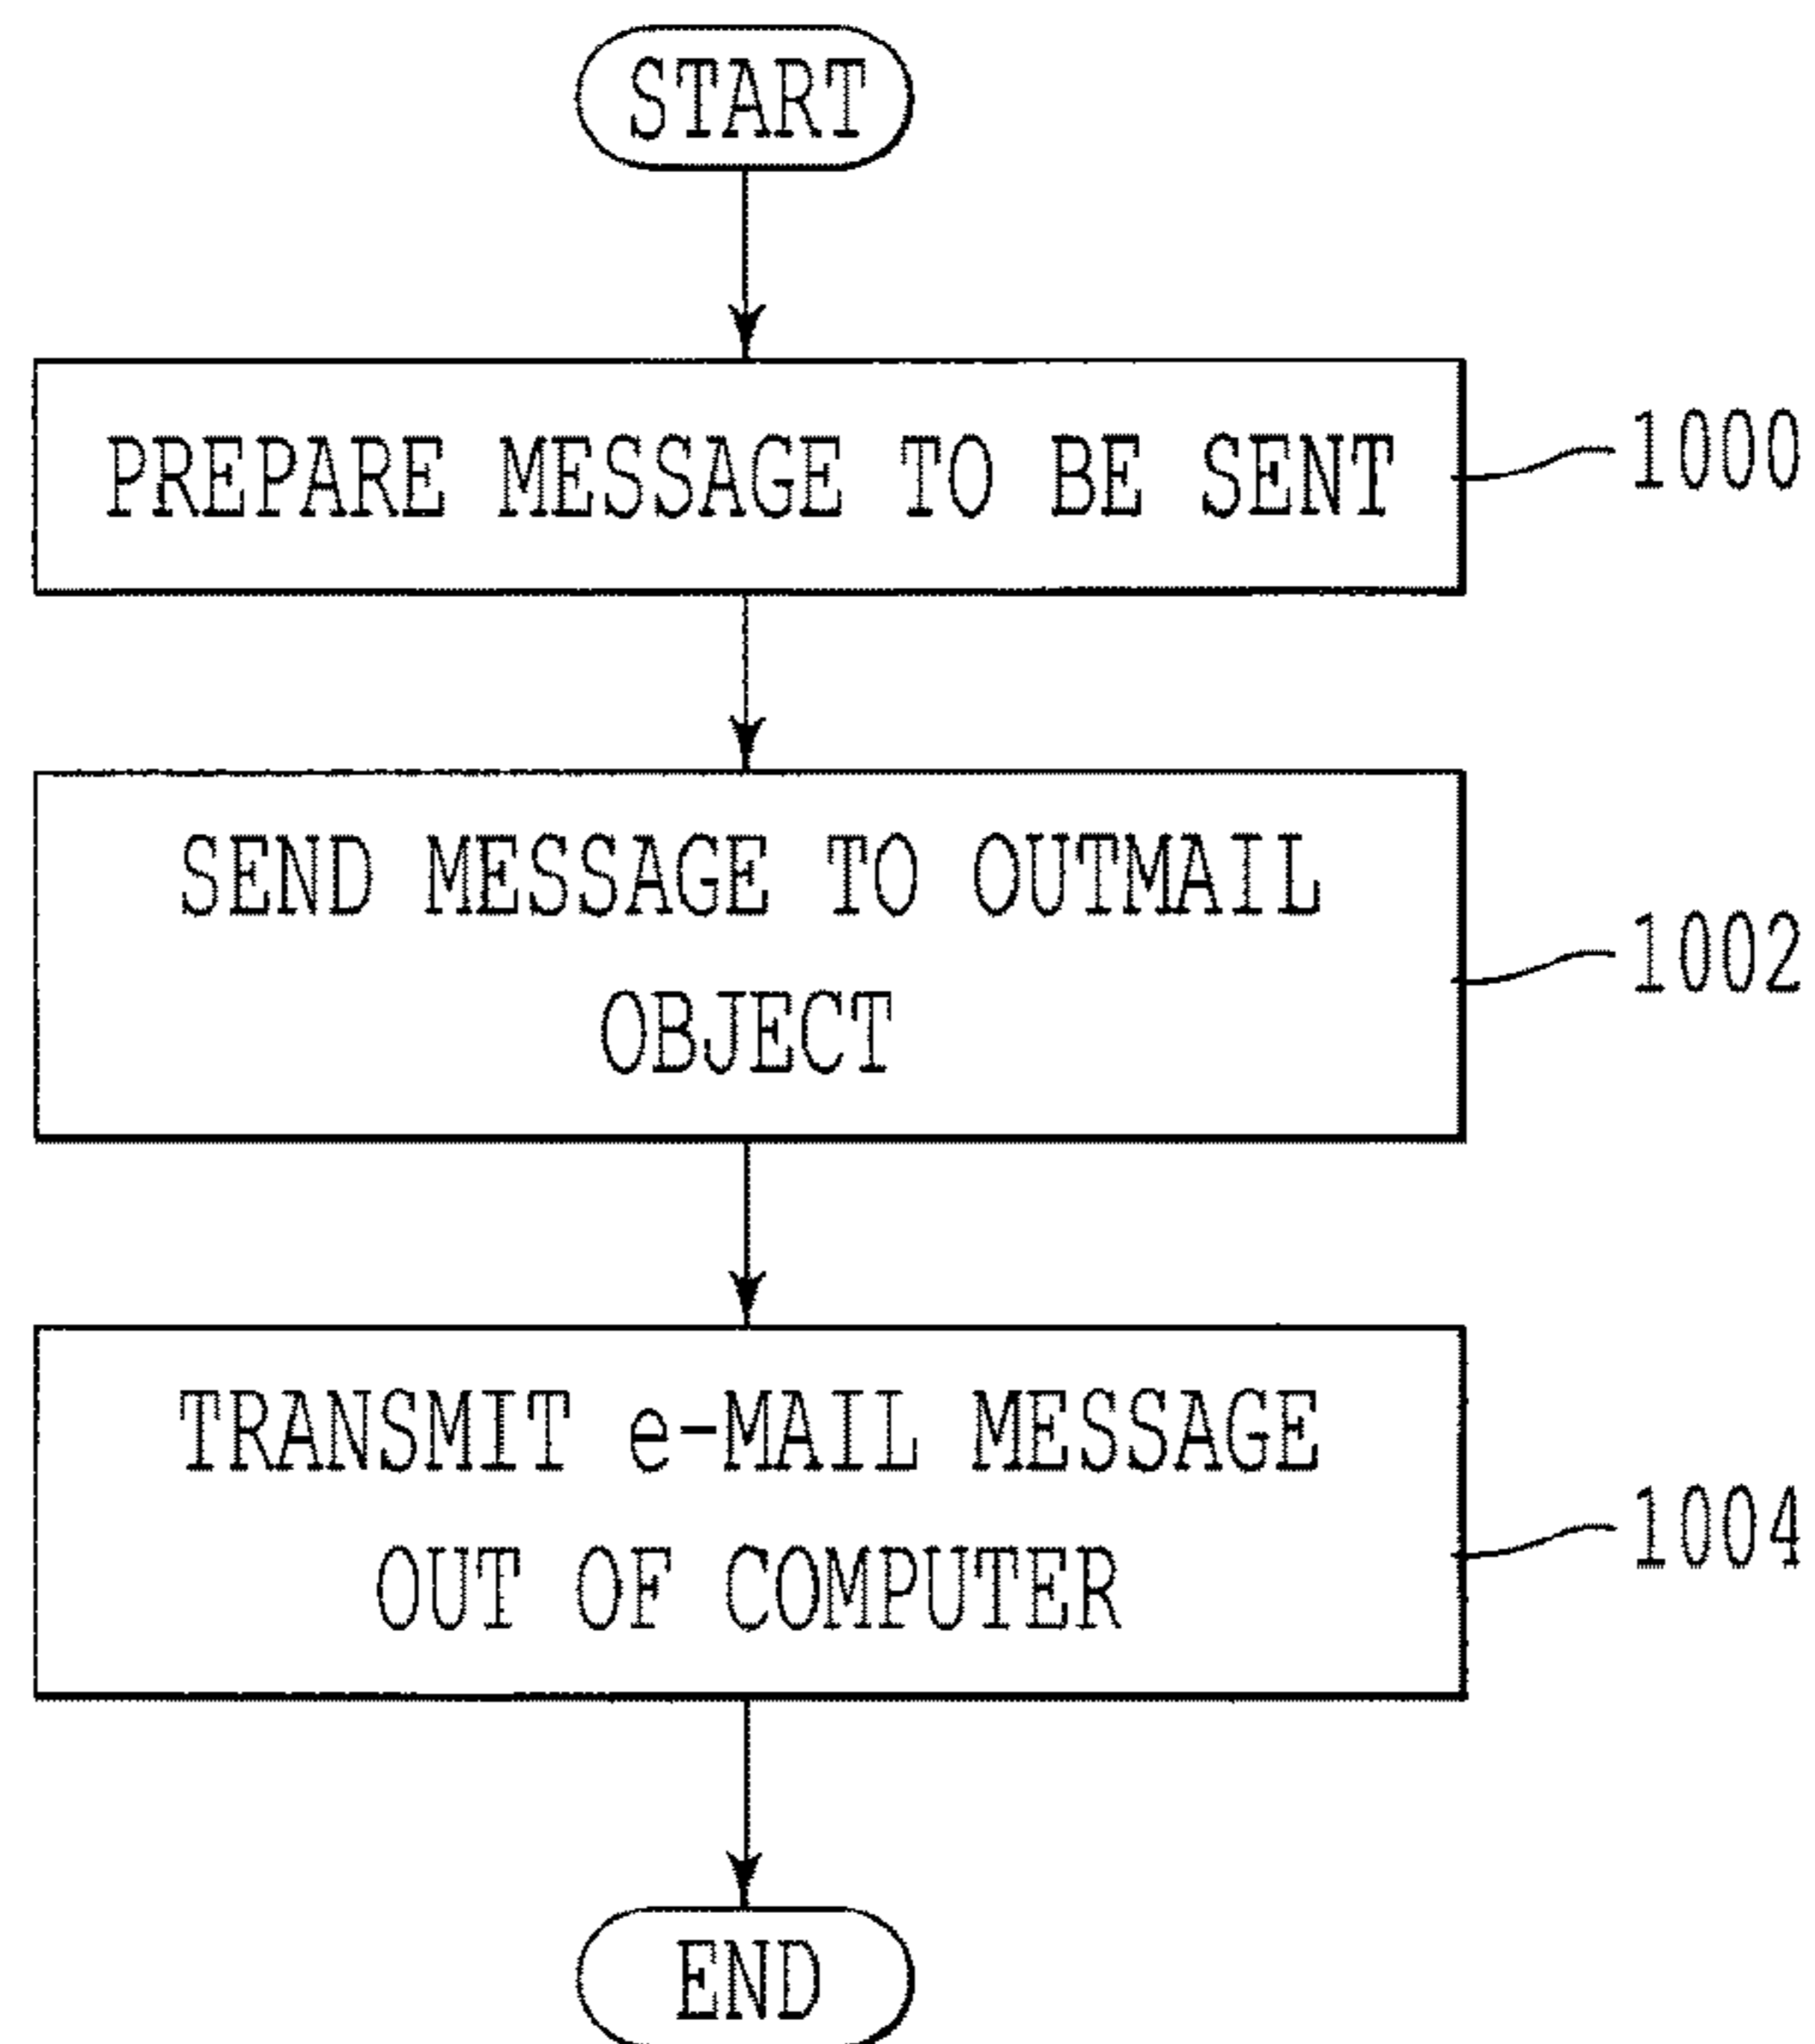 START
PREPARE MESSAGE TO BE SENT
1000
SEND MESSAGE TO OUTMAIL
OBJECT
1002
TRANSMIT e-MAIL MESSAGE
OUT OF COMPUTER
1004
END